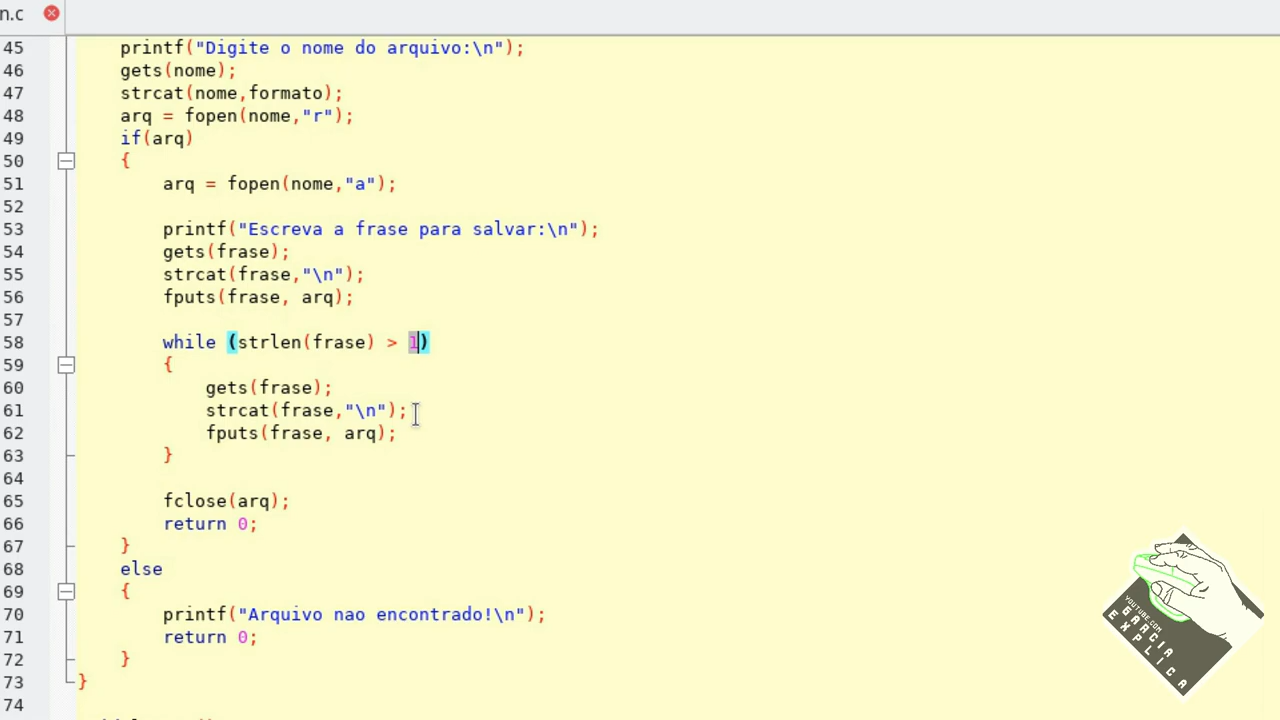 n.c
45 printf("Digite o nome do arquivo:\n");
46 gets(nome);
47 strcat(nome,formato);
48 arq = fopen(nome,"r");
49 if(arq)
50 {
51 arq = fopen(nome,"a");
52
53 printf("Escreva a frase para salvar:\n");
54 gets(frase);
55 strcat(frase,"\n");
56 fputs(frase, arq);
57
58 while (strlen(frase) > 1)
59 {
60 gets(frase);
61 strcat(frase,"\n");
62 fputs(frase, arq);
63 }
64
65 fclose(arq);
66 return 0;
67 }
68 else
69 {
70 printf("Arquivo nao encontrado!\n");
71 return 0;
72 }
73 }
74
YOUTUBE.COM
GARCIA
EXPLICA